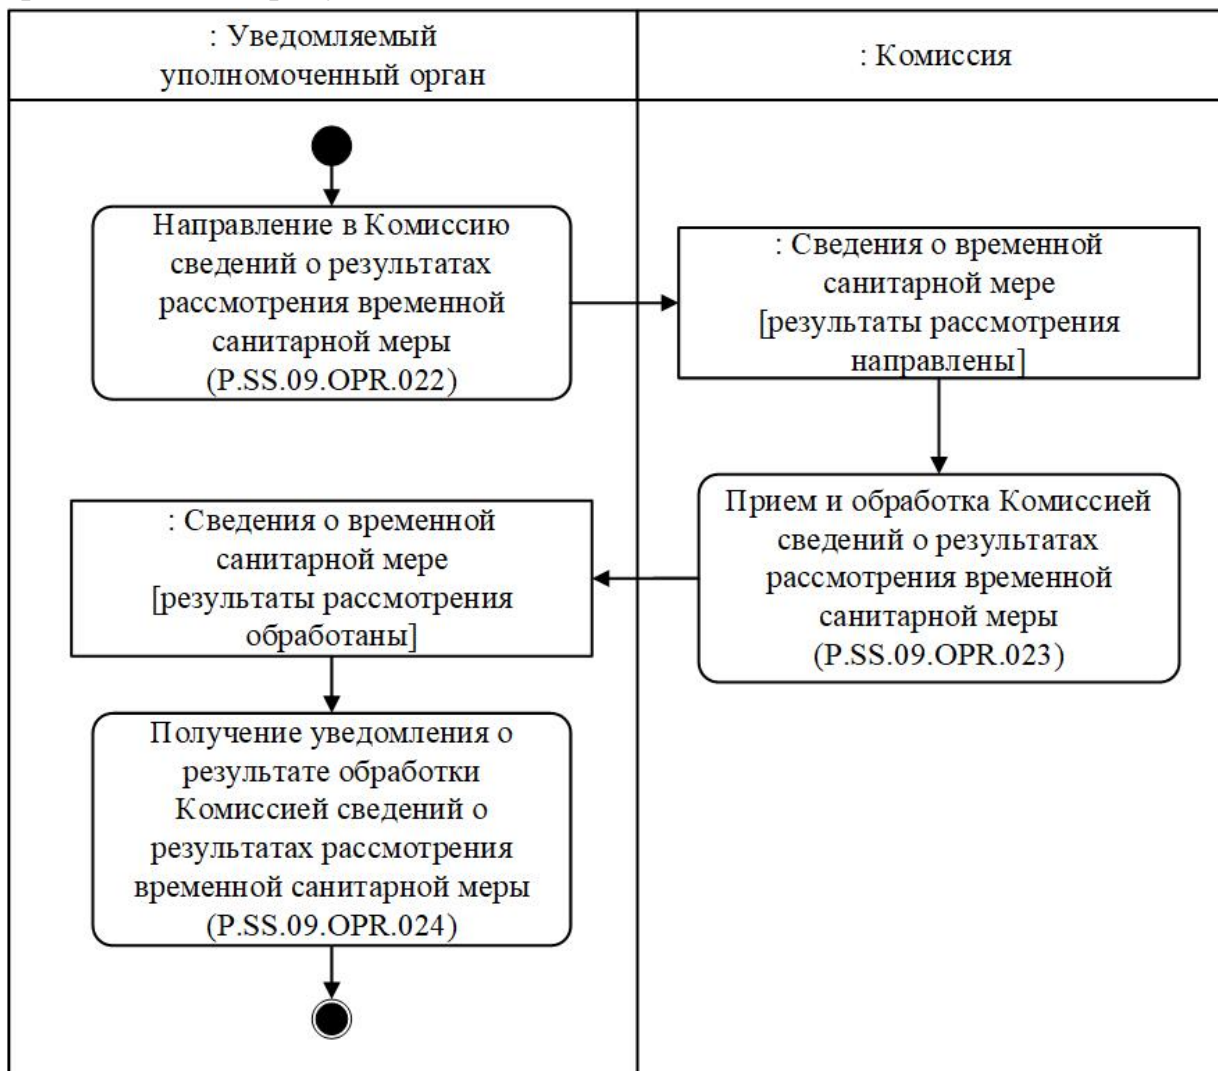 : Уведомляемый
уполномоченный орган
: Комиссия
Направление в Комиссию
сведений о результатах
рассмотрения временной
санитарной меры
(P.SS.09.OPR.022)
: Сведения о временной
санитарной мере
[результаты рассмотрения
направлены]
Прием и обработка Комиссией
сведений о результатах
рассмотрения временной
санитарной меры
(P.SS.09.OPR.023)
: Сведения о временной
санитарной мере
[результаты рассмотрения
обработаны]
Получение уведомления о
результате обработки
Комиссией сведений о
результатах рассмотрения
временной санитарной меры
(P.SS.09.OPR.024)